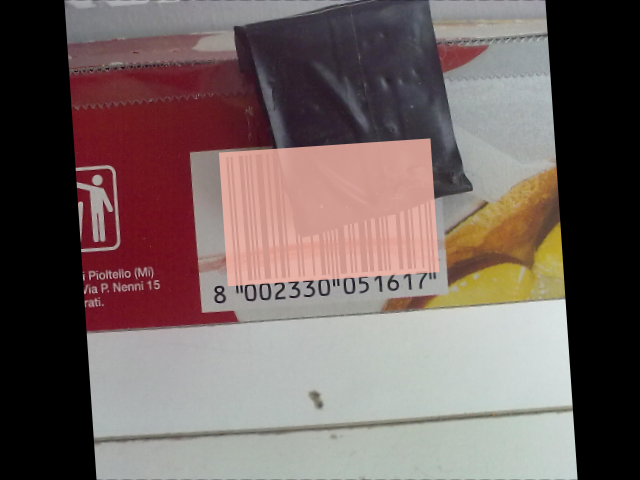 i Pioltello (Mi)
Via P. Nenni 15
rati.
8 "002330"051617"